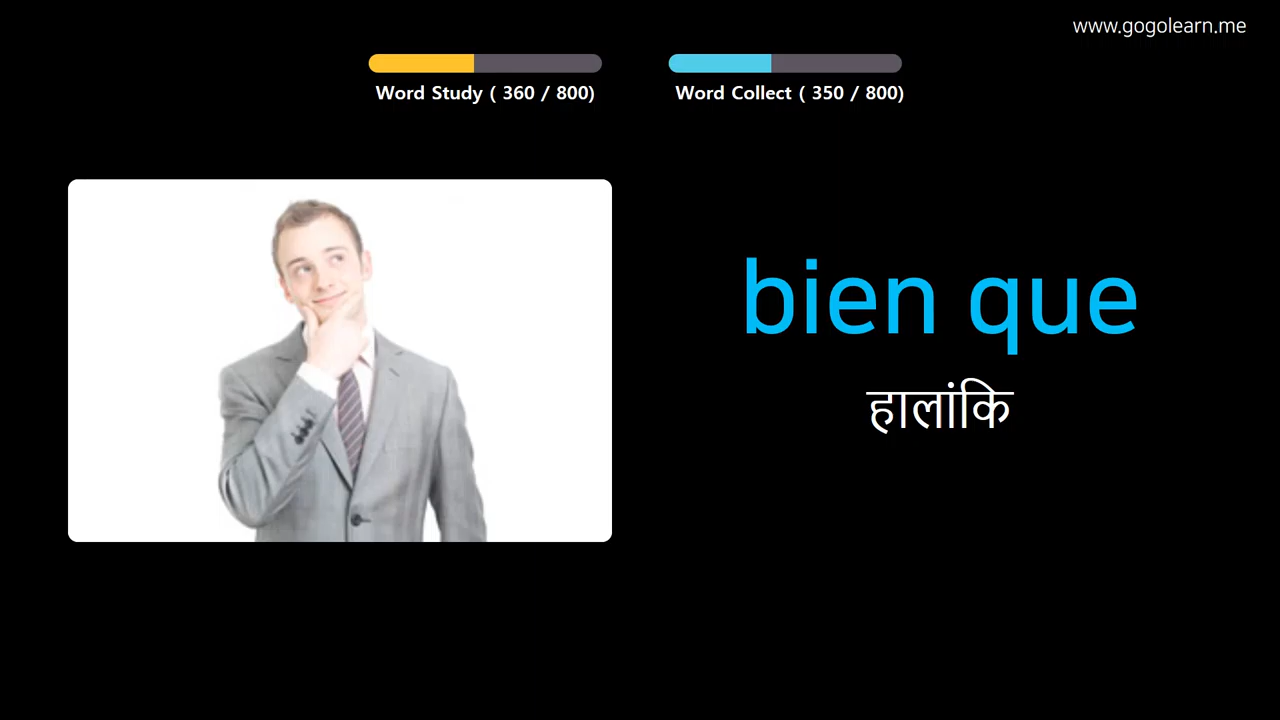 www.gogolearn.me
Word Study ( 360 / 800)
Word Collect ( 350 / 800)
bien que
हालांकि